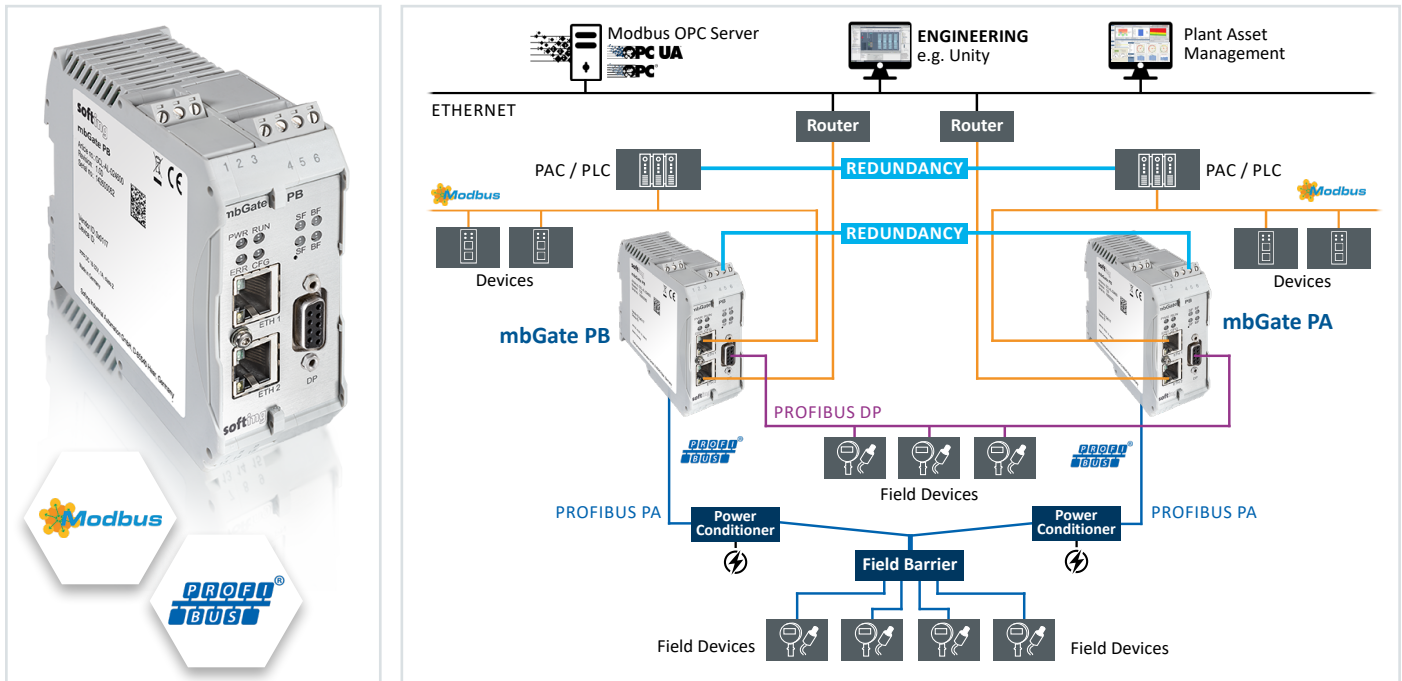 softing
mbGate PB
1 2 3
4 5 6
mbGate PB
PWR RUN
SF BF
SF BF
ERR CFG
ETH 1
ETH 2
DP
Made in Germany
softing
Modbus
PROFI
BUS®
Modbus OPC Server
OPC UA
OPC
ENGINEERING
e.g. Unity
Plant Asset
Management
ETHERNET
Router
Router
PAC / PLC
REDUNDANCY
PAC / PLC
Modbus
Modbus
REDUNDANCY
Devices
Devices
mbGate PB
mbGate PA
PROFIBUS DP
PROFI
BUS®
PROFI
BUS®
Field Devices
PROFIBUS PA
Power
Conditioner
Power
Conditioner
PROFIBUS PA
Field Barrier
Field Devices
Field Devices